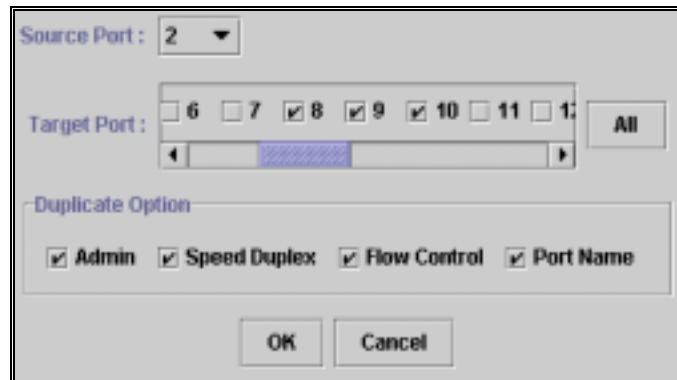 Source Port : 2
Target Port : 6 7 8 9 10 11 All
Duplicate Option
Admin Speed Duplex Flow Control Port Name
OK Cancel